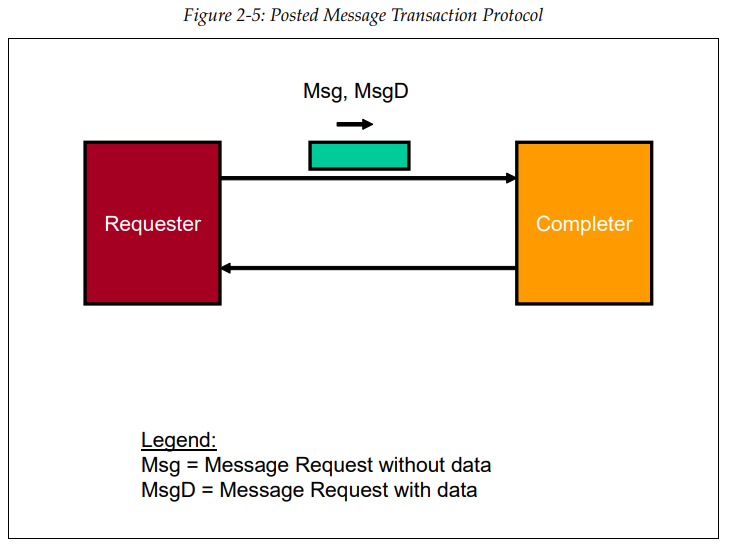 Figure 2-5: Posted Message Transaction Protocol
Msg, MsgD
Requester
Completer
Legend:
Msg = Message Request without data
MsgD = Message Request with data